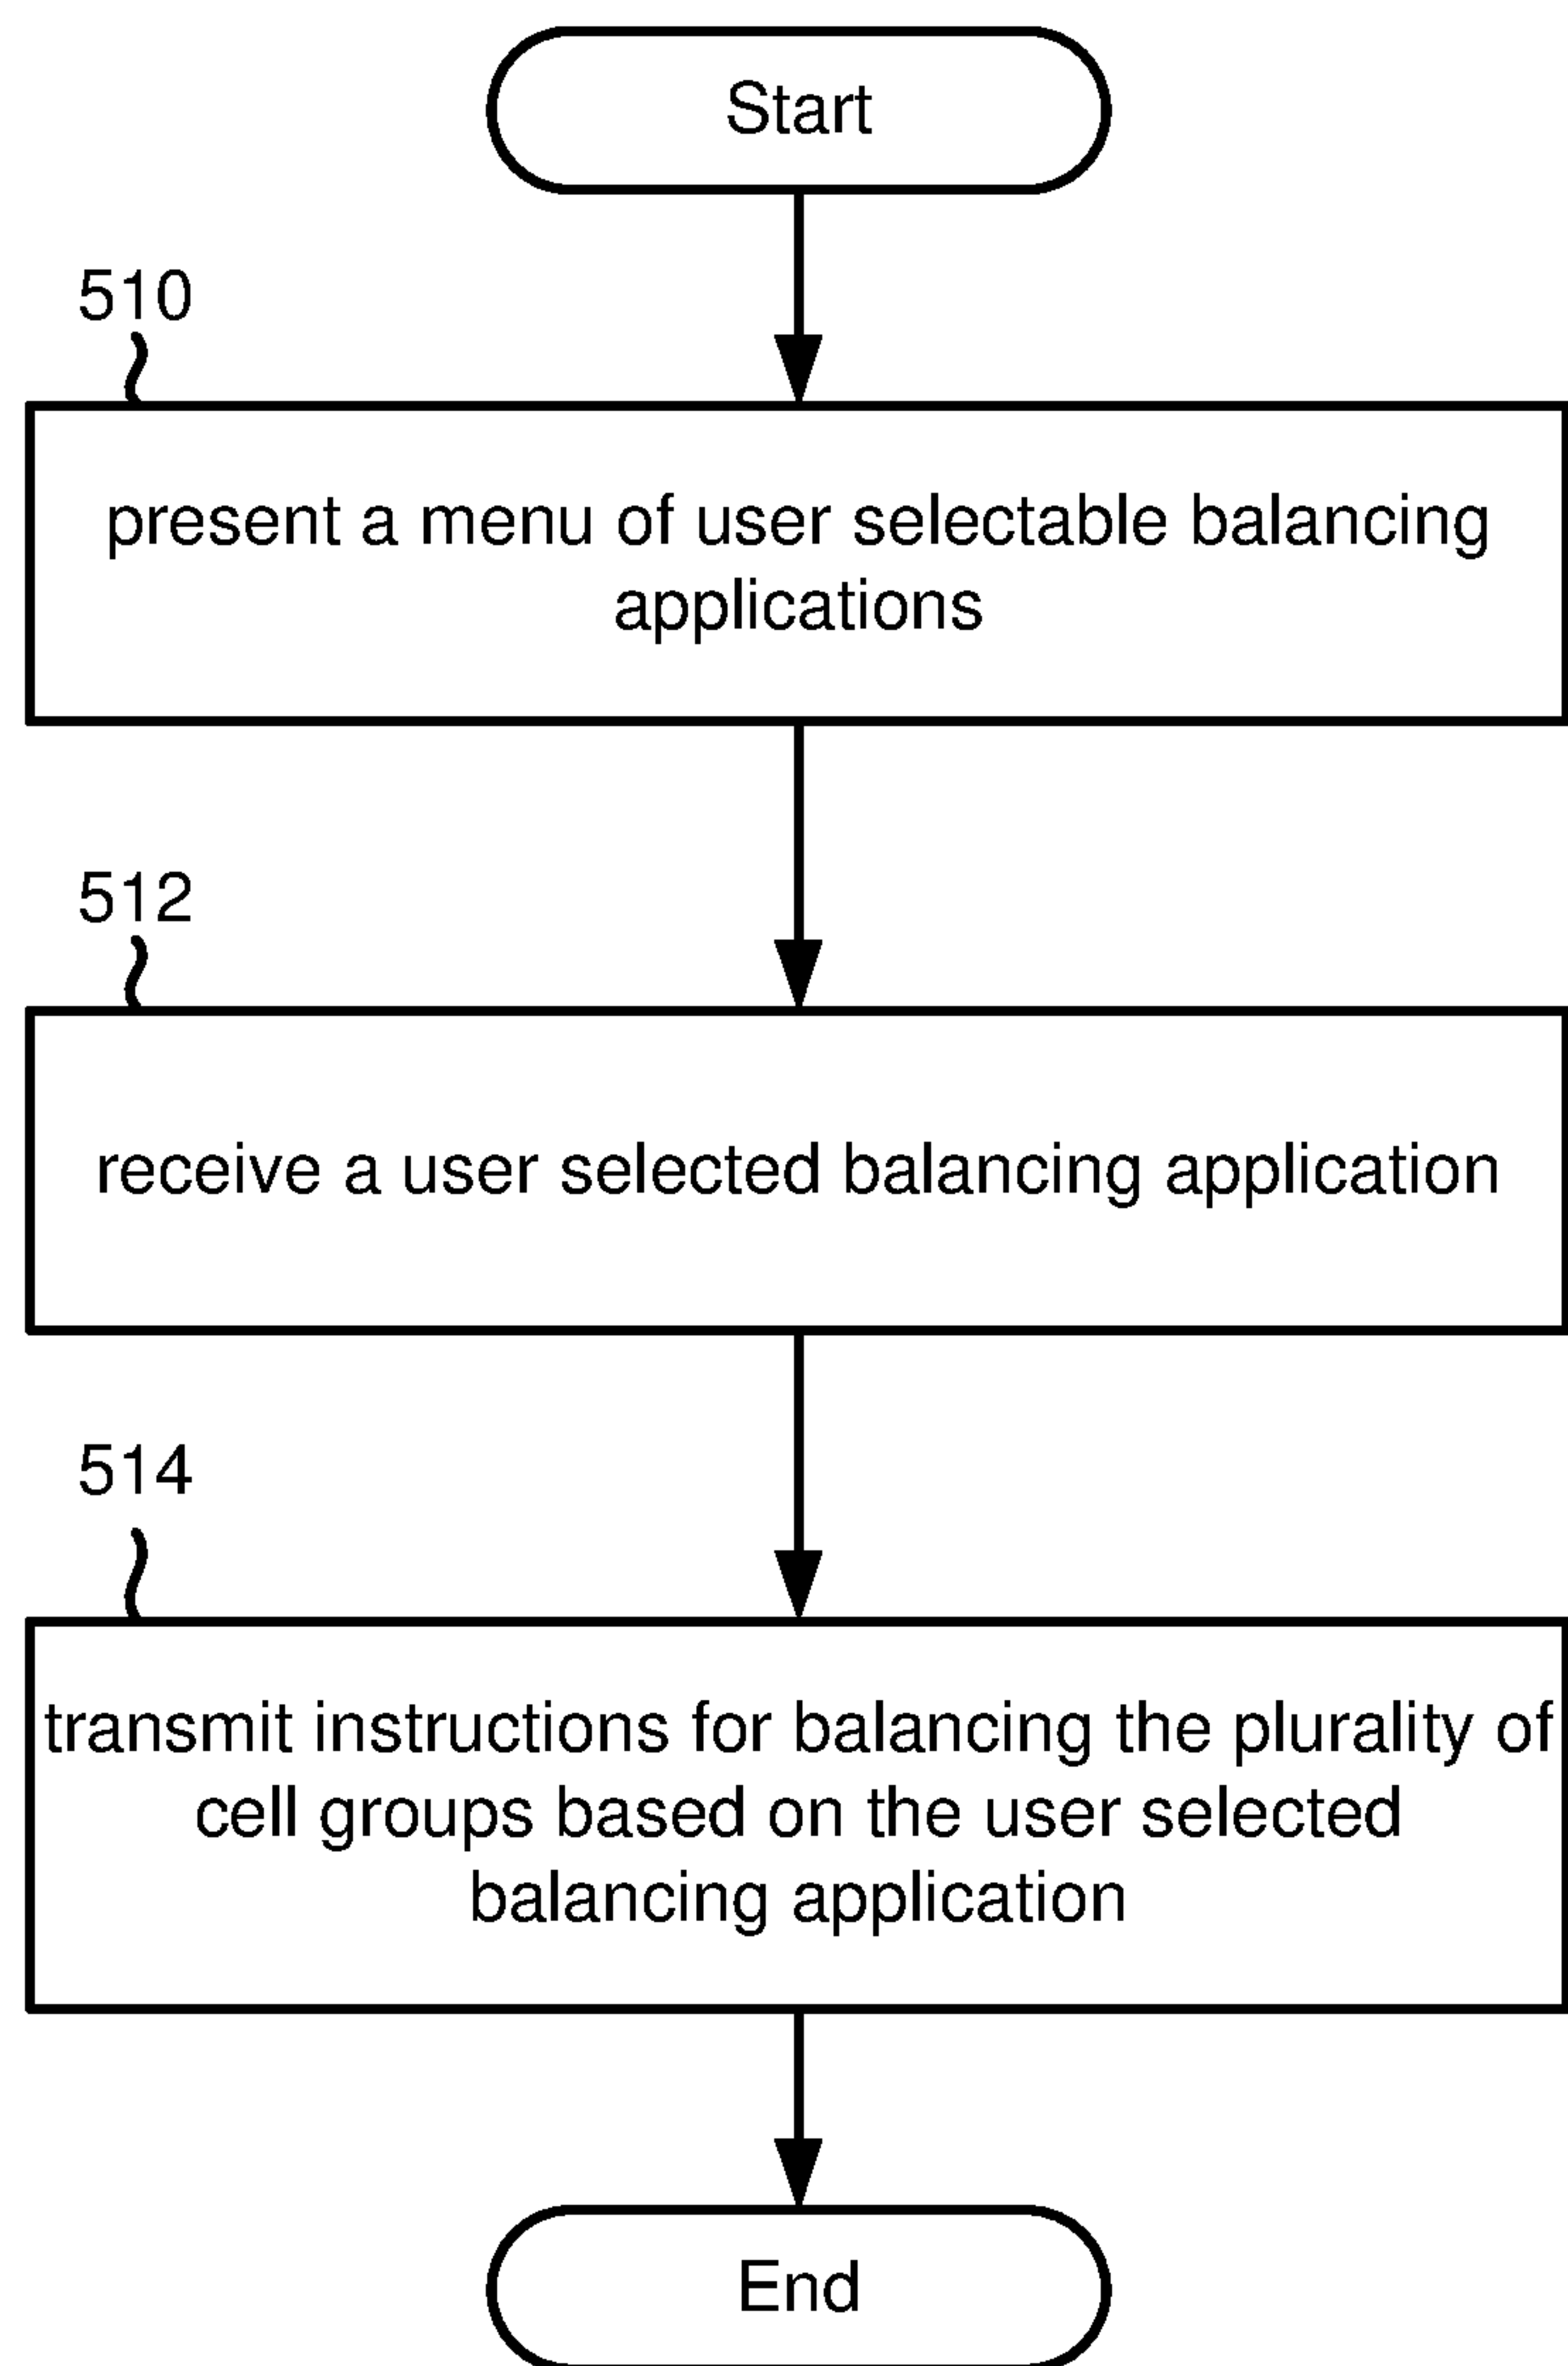 Start
510
present a menu of user selectable balancing
applications
512
receive a user selected balancing application
514
transmit instructions for balancing the plurality of
cell groups based on the user selected
balancing application
End